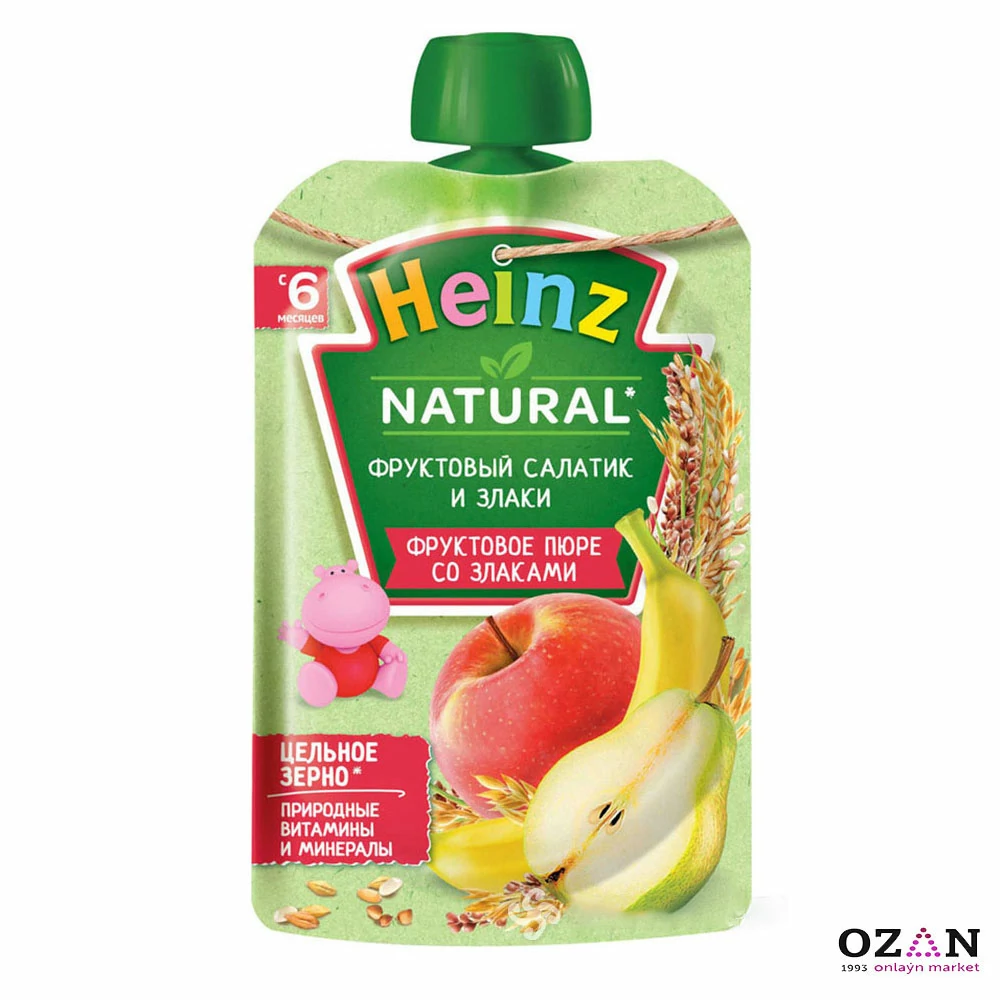 Heinz
NATURAL*
ФРУКТОВЫЙ САЛАТИК
И ЗЛАКИ
ФРУКТОВОЕ ПЮРЕ
СО ЗЛАКАМИ
с 6
месяцев
ЦЕЛЬНОЕ
ЗЕРНО*
ПРИРОДНЫЕ
ВИТАМИНЫ
И МИНЕРАЛЫ
OZAN
1993 onlaýn market